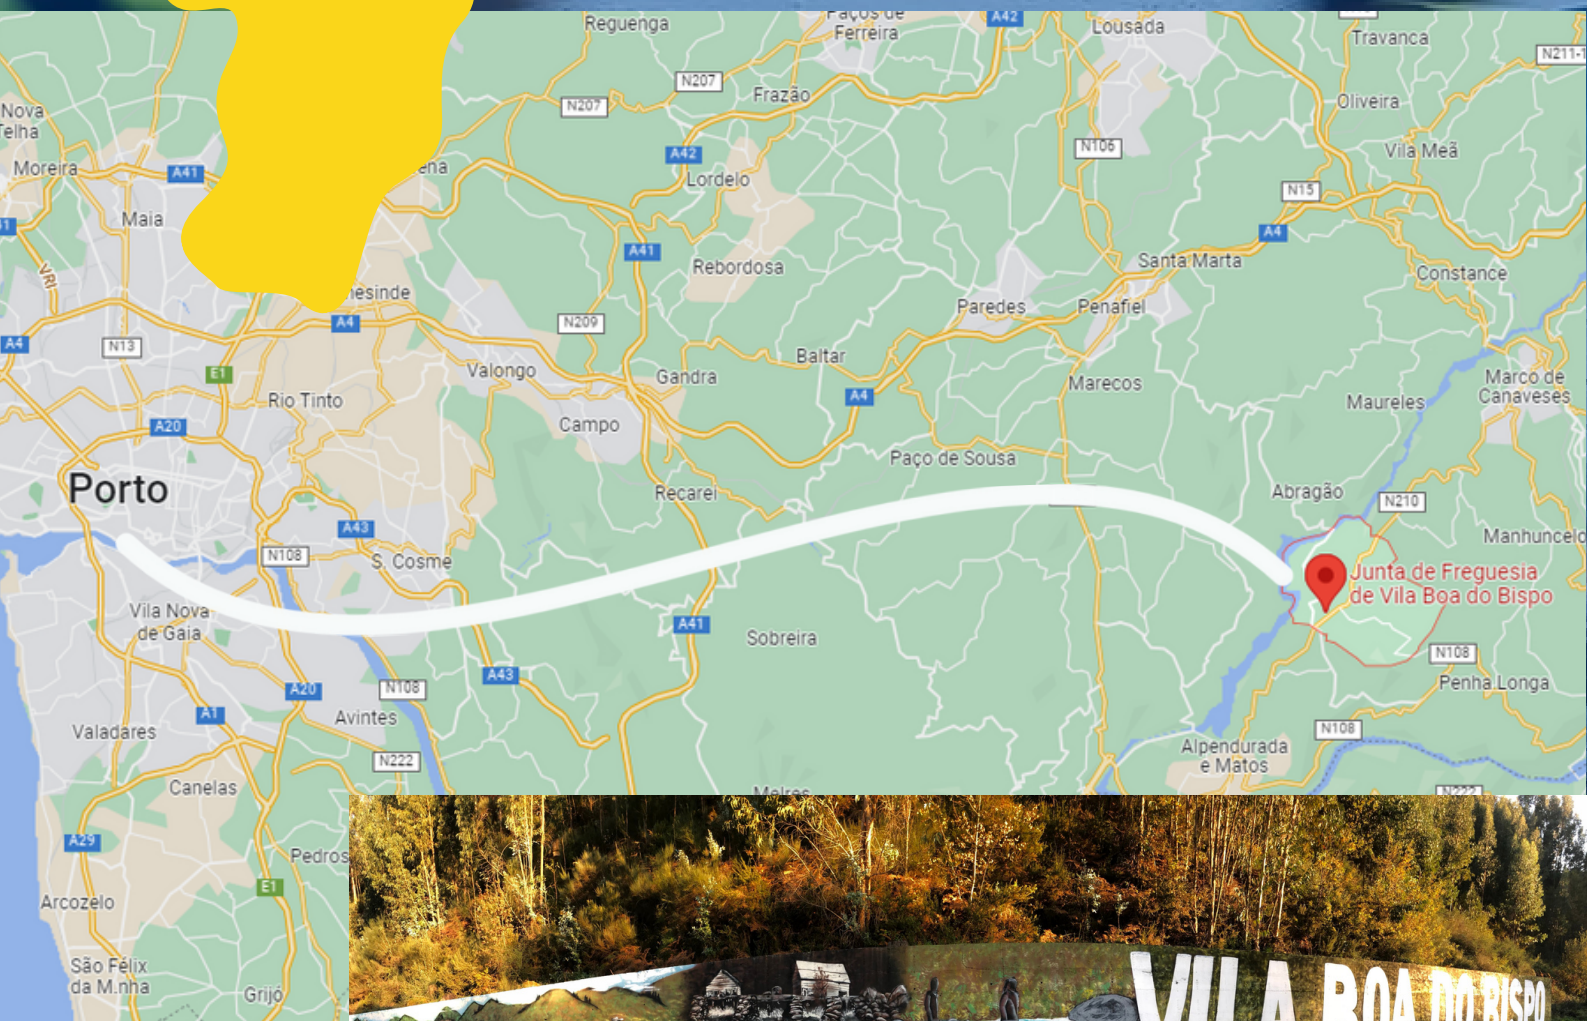 Reguenga
Paços de
Ferreira
A42
Lousada
Travanca
N211-1
N207
Frazão
N207
Oliveira
Nova
Telha
Moreira
A41
A42
Lordelo
N106
Vila Meã
N15
Maia
A4
VRI
A41
Rebordosa
Santa Marta
Constance
Paredes
Penafiel
A4
A4
N13
N209
E1
Valongo
Gandra
Baltar
Marecos
Marco de
Canaveses
Rio Tinto
A4
Maureles
A20
Campo
Paço de Sousa
Porto
Recarei
Abragão
N210
A43
Manhuncelo
N108
S. Cosme
Junta de Freguesia
de Vila Boa do Bispo
Vila Nova
de Gaia
A41
Sobreira
N108
A43
Penha Longa
A20
N108
A1
Avintes
Valadares
N108
N222
Alpendurada
e Matos
Canelas
Melres
N222
A29
Pedros
E1
Arcozelo
São Félix
da M.nha
Grijó
VILA BOA DO BISPO